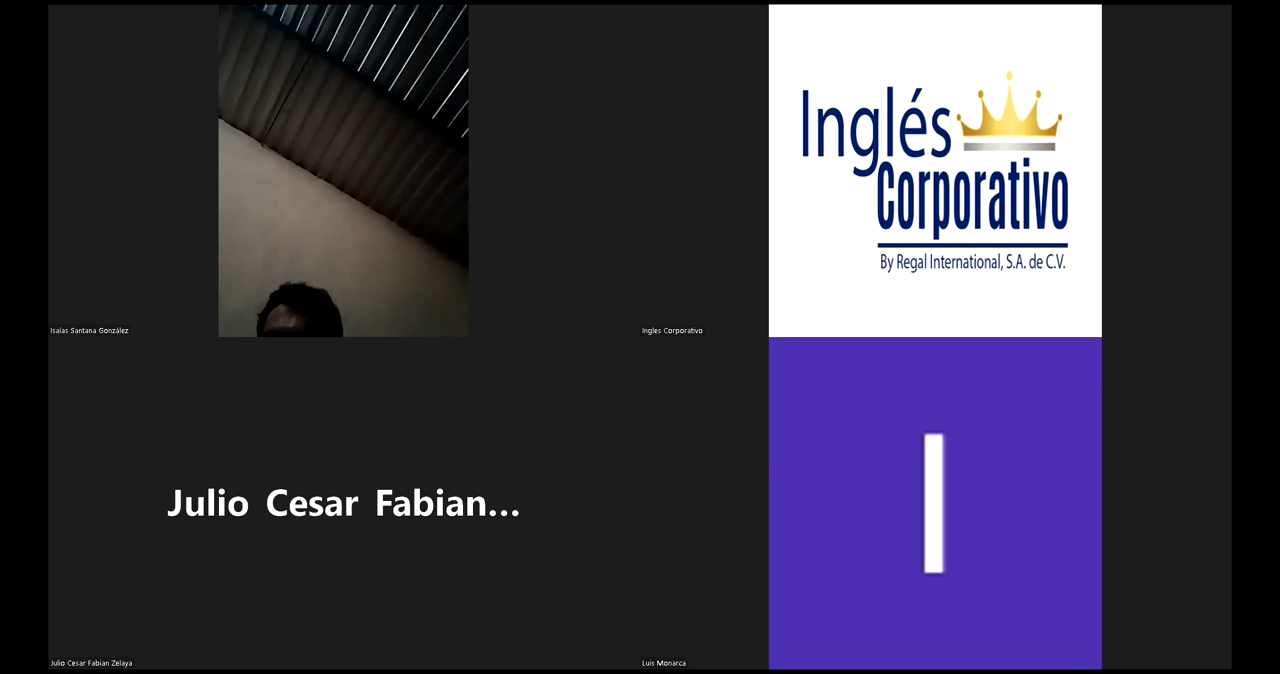 Inglés
Corporativo
By Regal International, S.A. de C.V.
Isaías Santana González
Ingles Corporativo
Julio Cesar Fabian...
l
Julio Cesar Fabian Zelaya
Luis Monarca